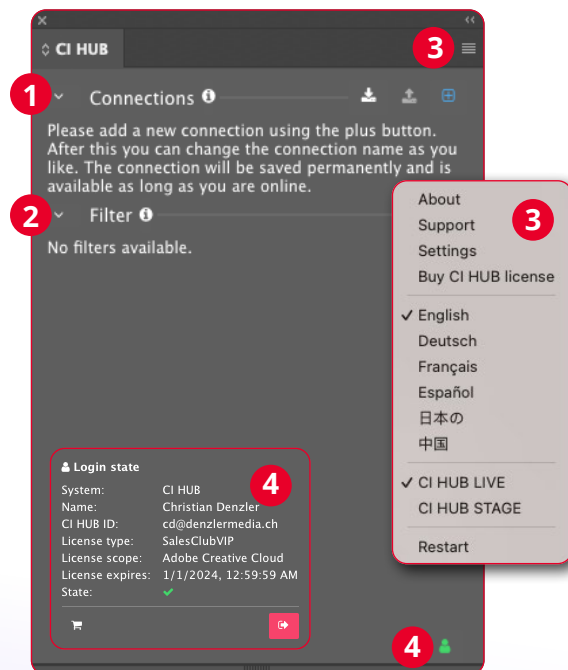 CI HUB
3
1
Connections
Please add a new connection using the plus button.
After this you can change the connection name as you
like. The connection will be saved permanently and is
available as long as you are online.
2
Filter
No filters available.
About
3
Support
Settings
Buy CI HUB license
✓ English
Deutsch
Français
Español
日本の
中国
✓ CI HUB LIVE
CI HUB STAGE
Restart
Login state
4
System: CI HUB
Name: Christian Denzler
CI HUB ID: cd@denzlermedia.ch
License type: SalesClubVIP
License scope: Adobe Creative Cloud
License expires: 1/1/2024, 12:59:59 AM
State: ✓
4